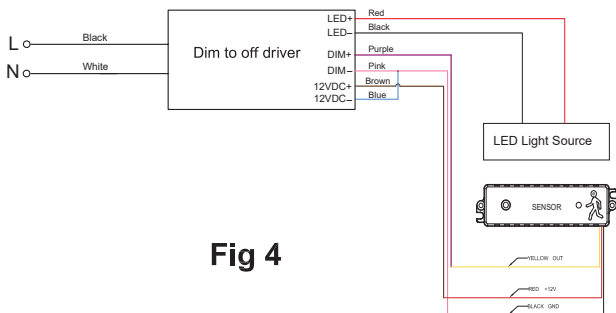 Red
LED+
Black
LED–
L
Black
Dim to off driver
DIM+
Purple
N
White
DIM–
Pink
12VDC+
Brown
12VDC–
Blue
LED Light Source
SENSOR
Fig 4
YELLOW OUT
RED +12V
BLACK GND